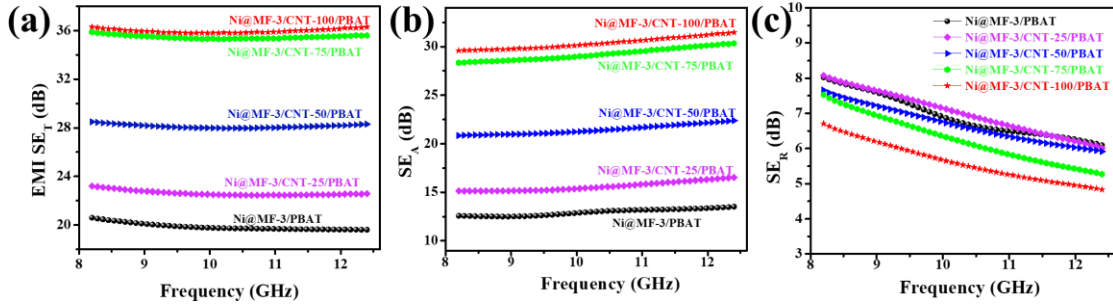 (a)
EMI SE_T (dB)
36
32
28
24
20
Ni@MF-3/CNT-100/PBAT
Ni@MF-3/CNT-75/PBAT
Ni@MF-3/CNT-50/PBAT
Ni@MF-3/CNT-25/PBAT
Ni@MF-3/PBAT
8 9 10 11 12
Frequency (GHz)
(b)
SE_A (dB)
30
25
20
15
10
Ni@MF-3/CNT-100/PBAT
Ni@MF-3/CNT-75/PBAT
Ni@MF-3/CNT-50/PBAT
Ni@MF-3/CNT-25/PBAT
Ni@MF-3/PBAT
8 9 10 11 12
Frequency (GHz)
(c)
SE_R (dB)
10
9
8
7
6
5
4
3
Ni@MF-3/PBAT
Ni@MF-3/CNT-25/PBAT
Ni@MF-3/CNT-50/PBAT
Ni@MF-3/CNT-75/PBAT
Ni@MF-3/CNT-100/PBAT
8 9 10 11 12
Frequency (GHz)